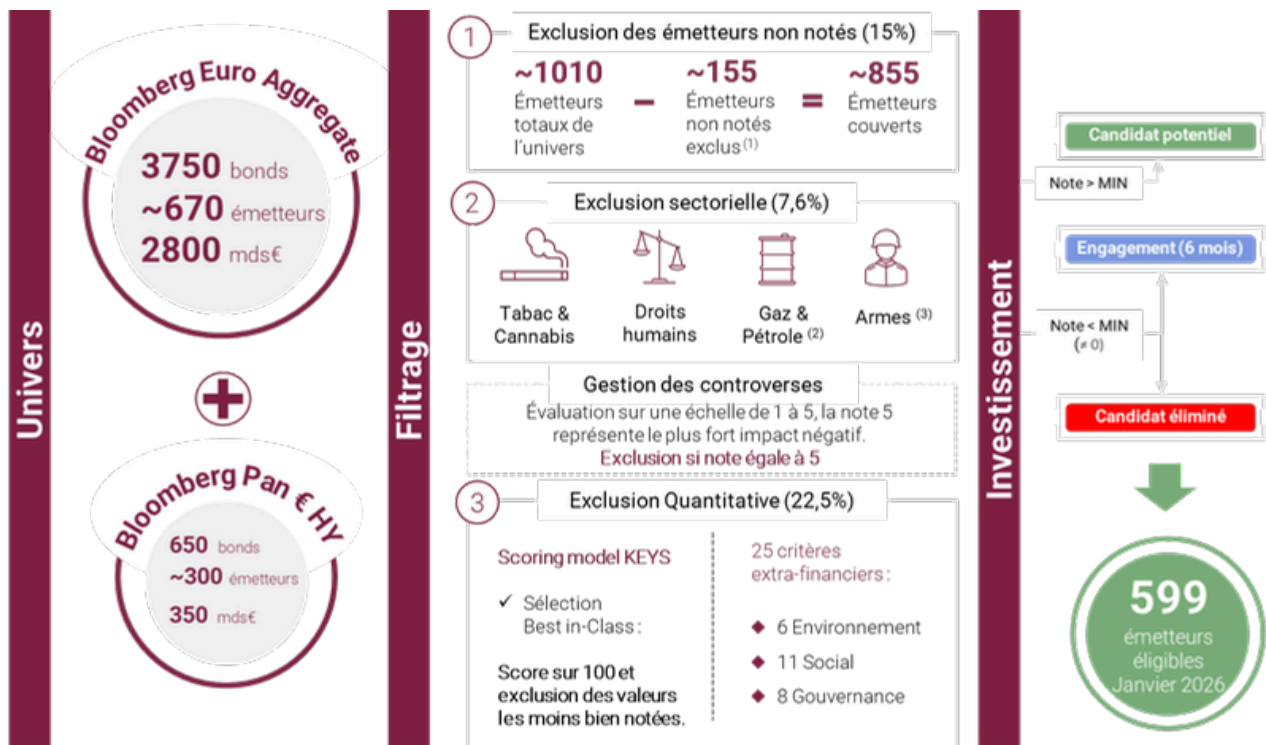 Univers
Bloomberg Euro Aggregate
3750 bonds
~670 émetteurs
2800 mds€
Bloomberg Pan € HY
650 bonds
~300 émetteurs
350 mds€
Filtrage
1
Exclusion des émetteurs non notés (15%)
~1010
Émetteurs
totaux de
l'univers
–
~155
Émetteurs
non notés
exclus (1)
=
~855
Émetteurs
couverts
2
Exclusion sectorielle (7,6%)
Tabac &
Cannabis
Droits
humains
Gaz &
Pétrole (2)
Armes (3)
Gestion des controverses
Évaluation sur une échelle de 1 à 5, la note 5
représente le plus fort impact négatif.
Exclusion si note égale à 5
3
Exclusion Quantitative (22,5%)
Scoring model KEYS
✓ Sélection
Best in-Class :
Score sur 100 et
exclusion des valeurs
les moins bien notées.
25 critères
extra-financiers :
◆ 6 Environnement
◆ 11 Social
◆ 8 Gouvernance
Investissement
Candidat potentiel
Note > MIN
Engagement (6 mois)
Note < MIN
(≠ 0)
Candidat éliminé
599
émetteurs
éligibles
Janvier 2026